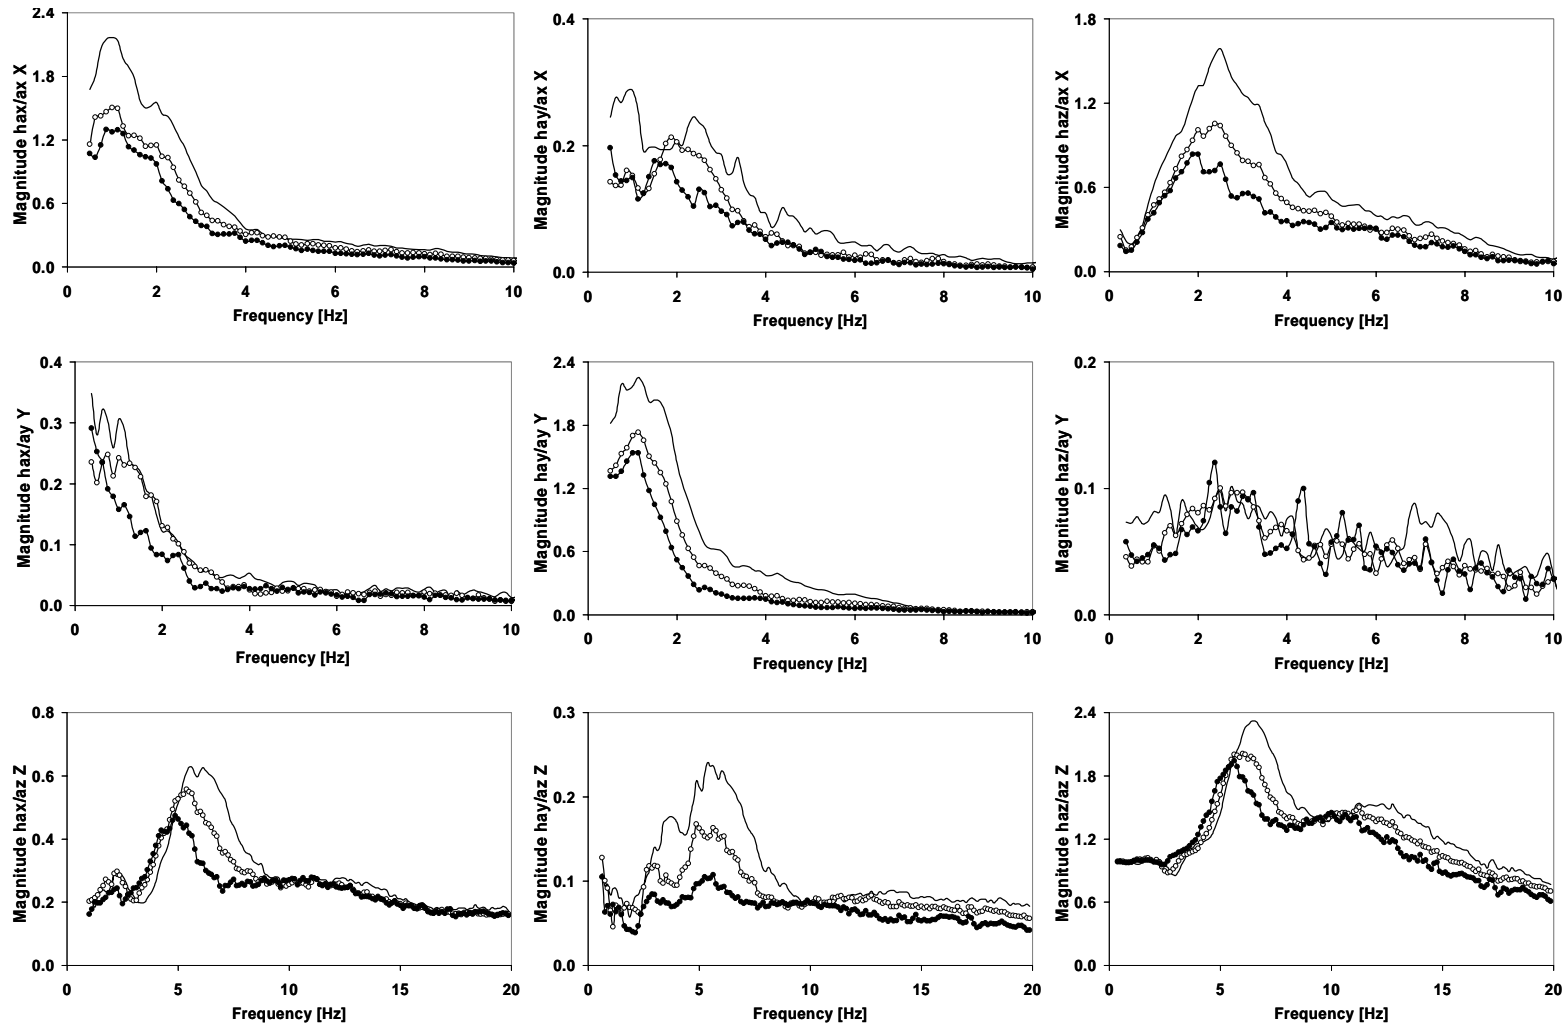 Magnitude hax/ax X
2.4
1.8
1.2
0.6
0.0
0 2 4 6 8 10
Frequency [Hz]
Magnitude hay/ax X
0.4
0.3
0.2
0.1
0.0
0 2 4 6 8 10
Frequency [Hz]
Magnitude haz/ax X
1.8
1.2
0.6
0.0
0 2 4 6 8 10
Frequency [Hz]
Magnitude hax/ay Y
0.4
0.3
0.2
0.1
0.0
0 2 4 6 8 10
Frequency [Hz]
Magnitude hay/ay Y
2.4
1.8
1.2
0.6
0.0
0 2 4 6 8 10
Frequency [Hz]
Magnitude haz/ay Y
0.2
0.1
0.0
0 2 4 6 8 10
Frequency [Hz]
Magnitude hax/az Z
0.8
0.6
0.4
0.2
0.0
0 5 10 15 20
Frequency [Hz]
Magnitude hay/az Z
0.3
0.2
0.1
0.0
0 5 10 15 20
Frequency [Hz]
Magnitude haz/az Z
2.4
1.8
1.2
0.6
0.0
0 5 10 15 20
Frequency [Hz]